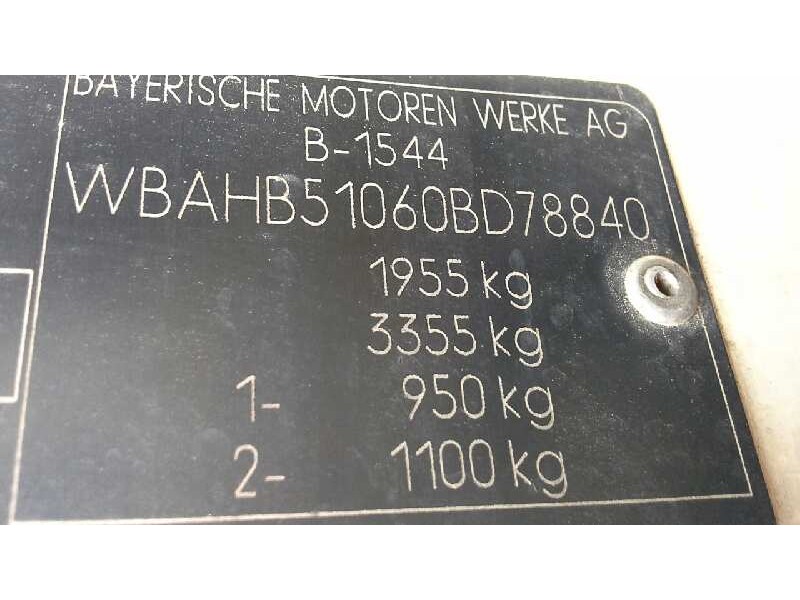 BAYERISCHE MOTOREN WERKE AG
B-1544
WBAHB51060BD78840
1955 kg
3355 kg
1- 950 kg
2- 1100 kg